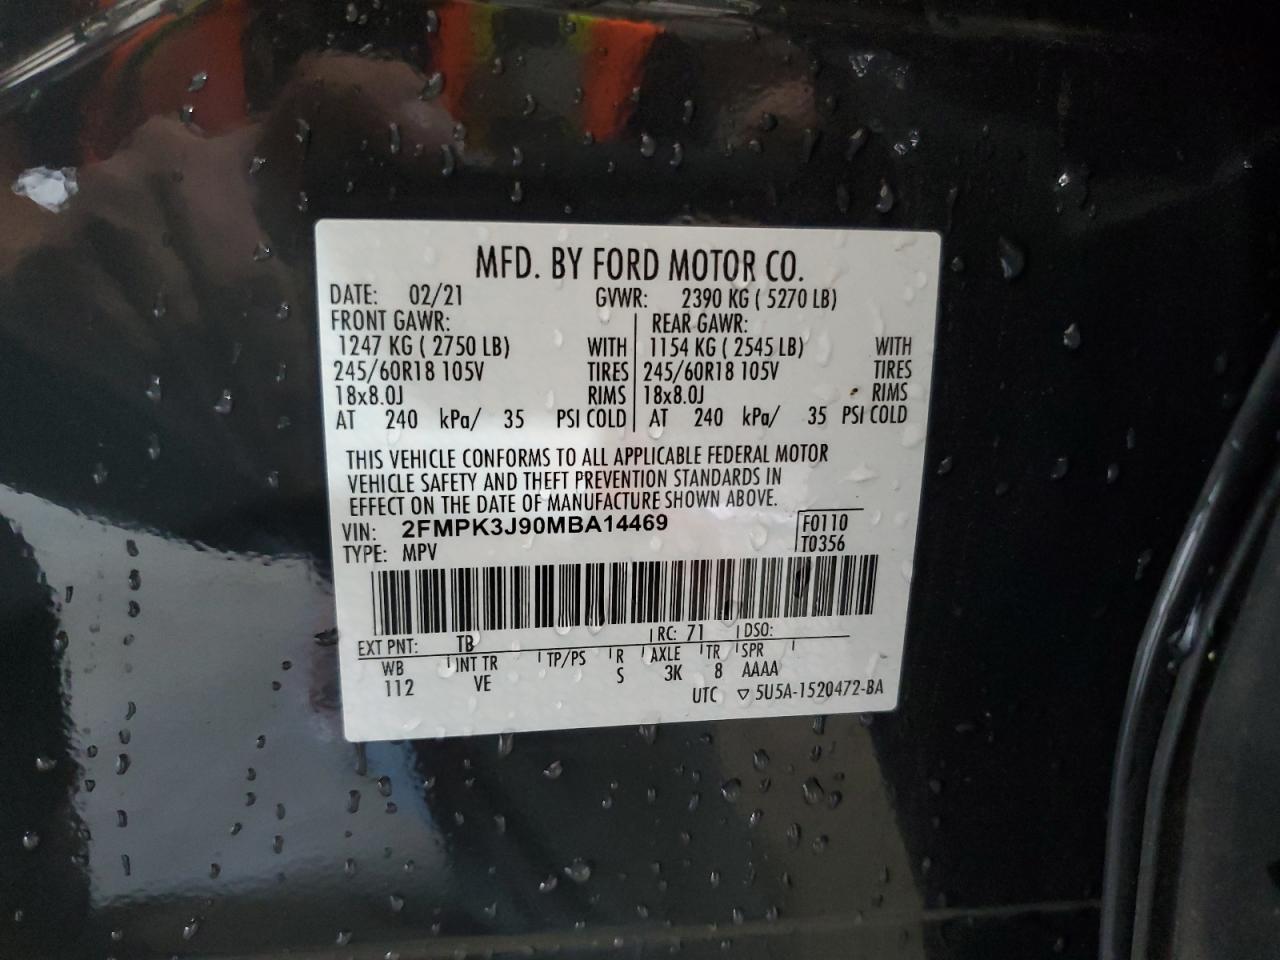 MFD. BY FORD MOTOR CO.
DATE: 02/21 GVWR: 2390 KG ( 5270 LB)
FRONT GAWR: REAR GAWR:
1247 KG ( 2750 LB) WITH 1154 KG ( 2545 LB) WITH
245/60R18 105V TIRES 245/60R18 105V TIRES
18x8.0J RIMS 18x8.0J RIMS
AT 240 kPa/ 35 PSI COLD AT 240 kPa/ 35 PSI COLD
THIS VEHICLE CONFORMS TO ALL APPLICABLE FEDERAL MOTOR
VEHICLE SAFETY AND THEFT PREVENTION STANDARDS IN
EFFECT ON THE DATE OF MANUFACTURE SHOWN ABOVE.
VIN: 2FMPK3J90MBA14469 F0110
TYPE: MPV T0356
EXT PNT: TB RC: 71 DSO:
WB INT TR TP/PS R AXLE TR SPR
112 VE S 3K 8 AAAA
UTC ▽ 5U5A-1520472-BA